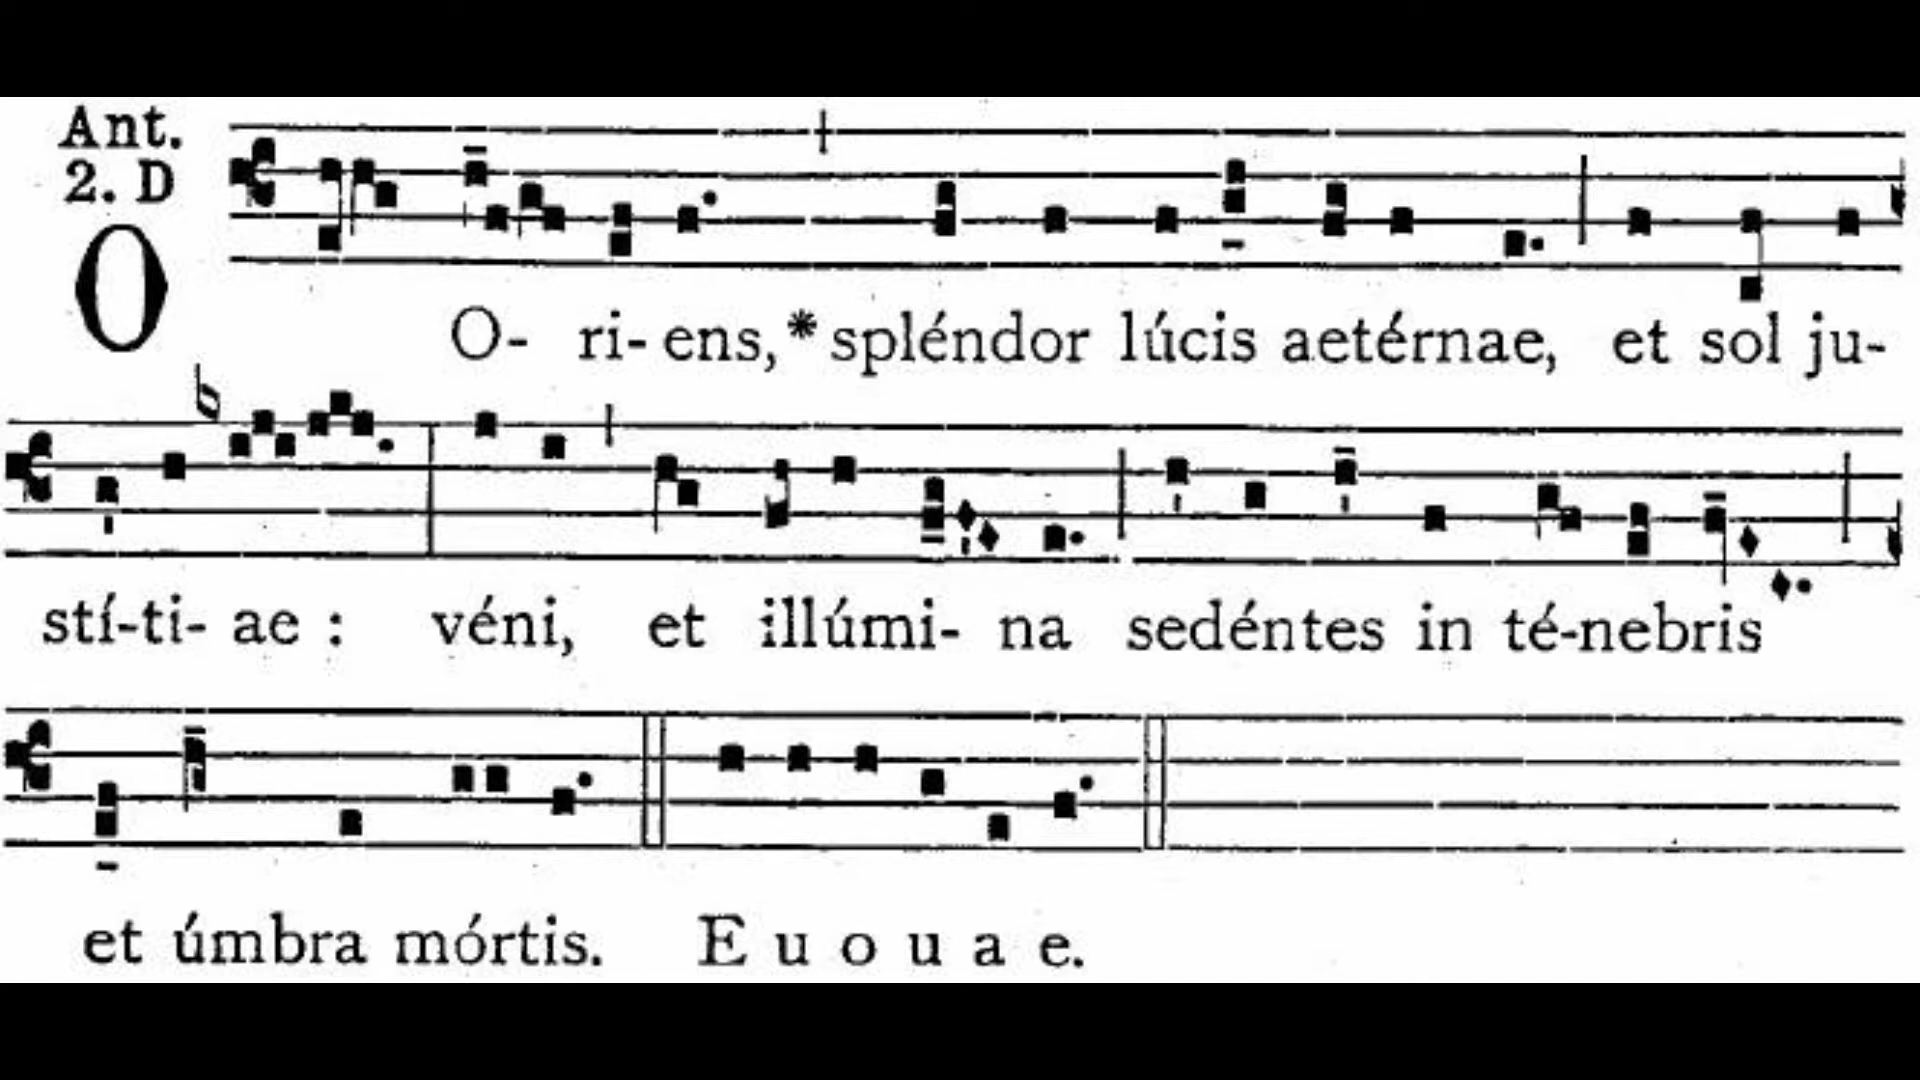 Ant.
2. D
O O- ri- ens, * spléndor lúcis aetérnae, et sol ju-
stí-ti- ae : véni, et illúmi- na sedéntes in té-nebris
et úmbra mórtis. E u o u a e.